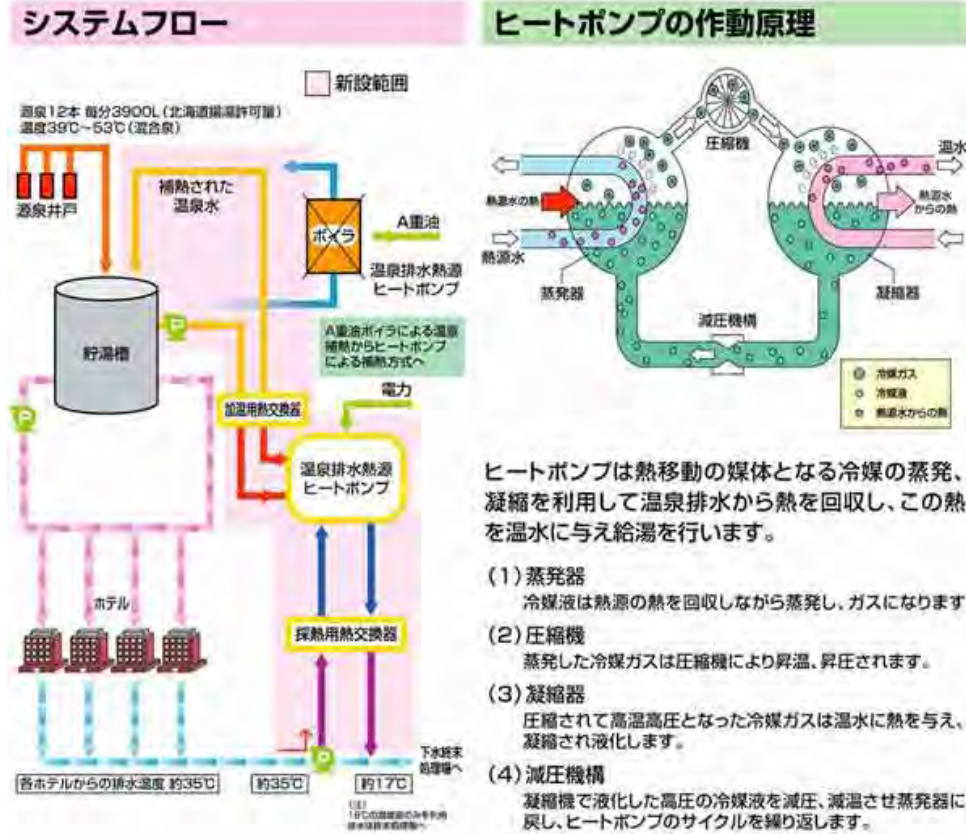 システムフロー
新設範囲
源泉12本 毎分3900L(北海道揚湯許可量)
温度39℃~53℃(混合泉)
源泉井戸
補熱された
温泉水
ボイラ
A重油
温泉排水熱源
ヒートポンプ
A重油ボイラによる温泉
補熱からヒートポンプ
による補熱方式へ
貯湯槽
P
P
電力
加温用熱交換器
温泉排水熱源
ヒートポンプ
ホテル
採熱用熱交換器
P
下水終末
処理場へ
各ホテルからの排水温度 約35℃
約35℃
約17℃
ヒートポンプの作動原理
圧縮機
温水
熱源水の熱
熱源水
からの熱
熱源水
蒸発器
凝縮器
減圧機構
冷媒ガス
冷媒液
熱源水からの熱
ヒートポンプは熱移動の媒体となる冷媒の蒸発、
凝縮を利用して温泉排水から熱を回収し、この熱
を温水に与え給湯を行います。
(1)蒸発器
冷媒液は熱源の熱を回収しながら蒸発し、ガスになります
(2)圧縮機
蒸発した冷媒ガスは圧縮機により昇温、昇圧されます。
(3)凝縮器
圧縮されて高温高圧となった冷媒ガスは温水に熱を与え、
凝縮され液化します。
(4)減圧機構
凝縮機で液化した高圧の冷媒液を減圧、減温させ蒸発器に
戻し、ヒートポンプのサイクルを繰り返します。